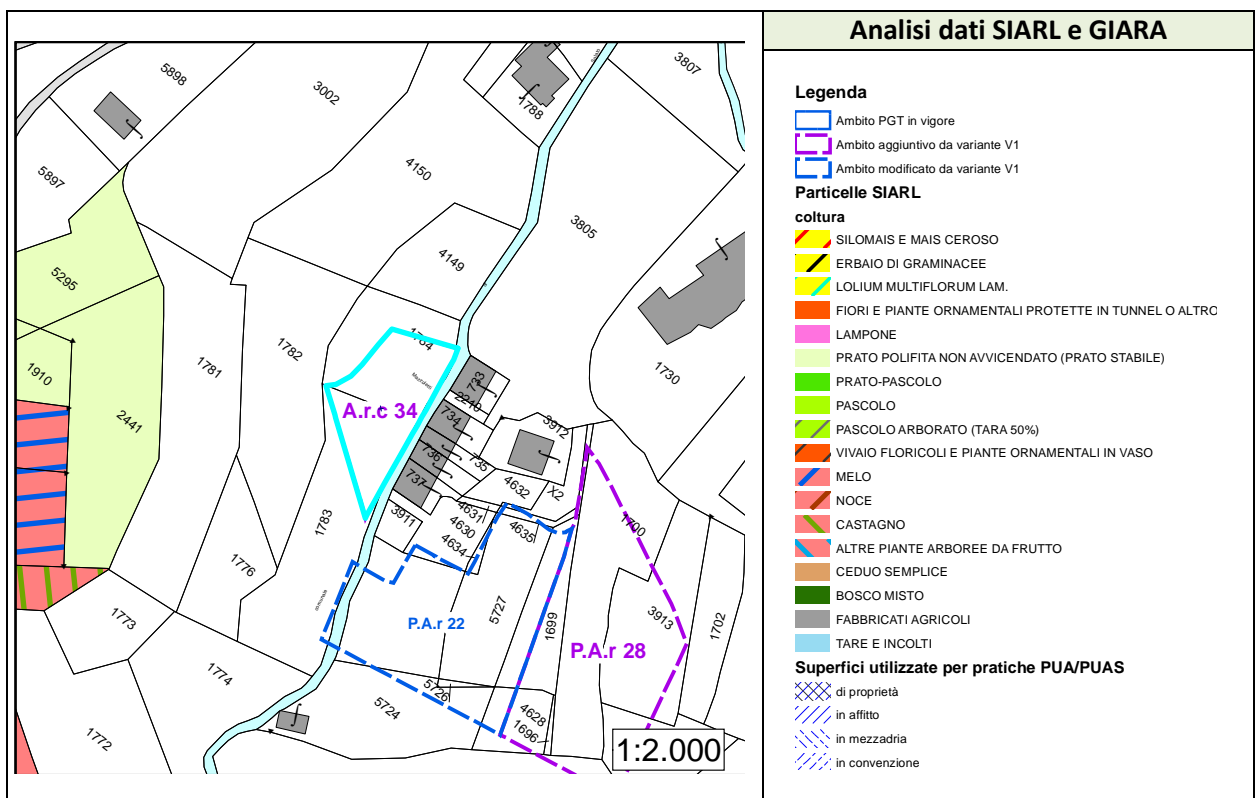 Analisi dati SIARL e GIARA
5898
3002
1788
3807
5897
4150
3805
4149
5295
1784
1782
1781
1910
A.r.c 34
733
2210
734
1730
3912
2441
736
735
737
4632
X2
4631
3911
4630
4635
1700
4634
1783
1776
P.A.r 22
5727
1699
3913
1702
1773
P.A.r 28
1774
5726
5724
4628
1696
1772
1:2.000
Legenda
Ambito PGT in vigore
Ambito aggiuntivo da variante V1
Ambito modificato da variante V1
Particelle SIARL
coltura
SILOMAIS E MAIS CEROSO
ERBAIO DI GRAMINACEE
LOLIUM MULTIFLORUM LAM.
FIORI E PIANTE ORNAMENTALI PROTETTE IN TUNNEL O ALTRO
LAMPONE
PRATO POLIFITA NON AVVICENDATO (PRATO STABILE)
PRATO-PASCOLO
PASCOLO
PASCOLO ARBORATO (TARA 50%)
VIVAIO FLORICOLI E PIANTE ORNAMENTALI IN VASO
MELO
NOCE
CASTAGNO
ALTRE PIANTE ARBOREE DA FRUTTO
CEDUO SEMPLICE
BOSCO MISTO
FABBRICATI AGRICOLI
TARE E INCOLTI
Superfici utilizzate per pratiche PUA/PUAS
di proprietà
in affitto
in mezzadria
in convenzione